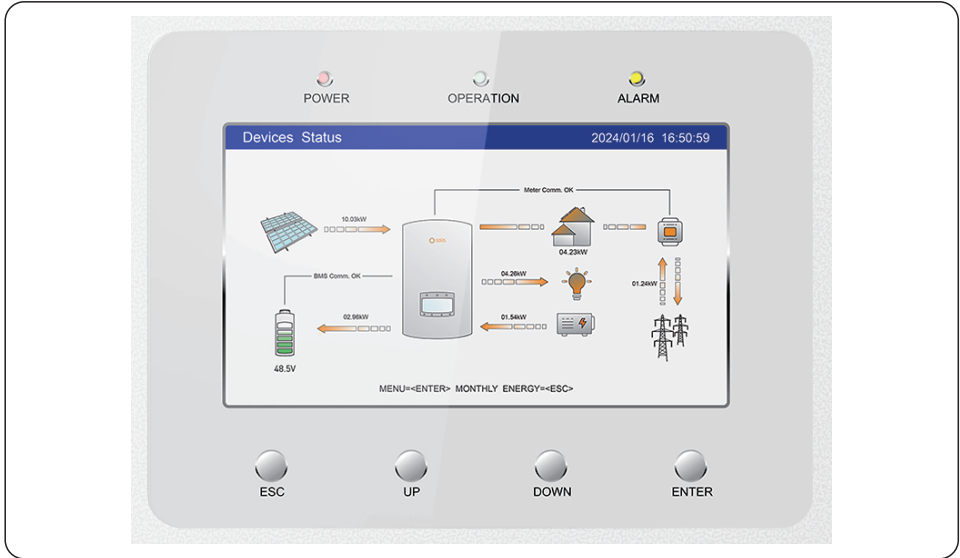 POWER OPERATION ALARM
Devices Status 2024/01/16 16:50:59
Meter Comm. OK
10.03kW
solis
04.23kW
BMS Comm. OK
04.26kW
01.24kW
02.96kW
01.54kW
48.5V
MENU=<ENTER> MONTHLY ENERGY=<ESC>
ESC UP DOWN ENTER